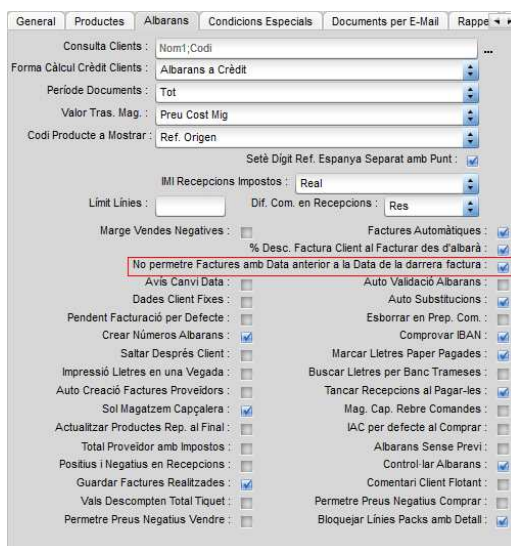 General Productes Albarans Condicions Especials Documents per E-Mail Rappe
Consulta Clients : Nom1;Codi ...
Forma Càlcul Crèdit Clients : Albarans a Crèdit
Període Documents : Tot
Valor Tras. Mag. : Preu Cost Mig
Codi Producte a Mostrar : Ref. Origen
Setè Dígit Ref. Espanya Separat amb Punt :
IMI Recepcions Impostos : Real
Límit Línies : Dif. Com. en Recepcions : Res
Marge Vendes Negatives : Factures Automàtiques :
% Desc. Factura Client al Facturar des d'albarà :
No permetre Factures amb Data anterior a la Data de la darrera factura :
Avís Canvi Data : Auto Validació Albarans :
Dades Client Fixes : Auto Substitucions :
Pendent Facturació per Defecte : Esborrar en Prep. Com. :
Crear Números Albarans : Comprovar IBAN :
Saltar Després Client : Marcar Lletres Paper Pagades :
Impressió Lletres en una Vegada : Buscar Lletres per Banc Trameses :
Auto Creació Factures Proveïdors : Tancar Recepcions al Pagar-les :
Sol Magatzem Capçalera : Mag. Cap. Rebre Comandes :
Actualitzar Productes Rep. al Final : IAC per defecte al Comprar :
Total Proveïdor amb Impostos : Albarans Sense Previ :
Positius i Negatius en Recepcions : Control·lar Albarans :
Guardar Factures Realitzades : Comentari Client Flotant :
Vals Descompten Total Tiquet : Permetre Preus Negatius Comprar :
Permetre Preus Negatius Vendre : Bloquejar Línies Packs amb Detall :